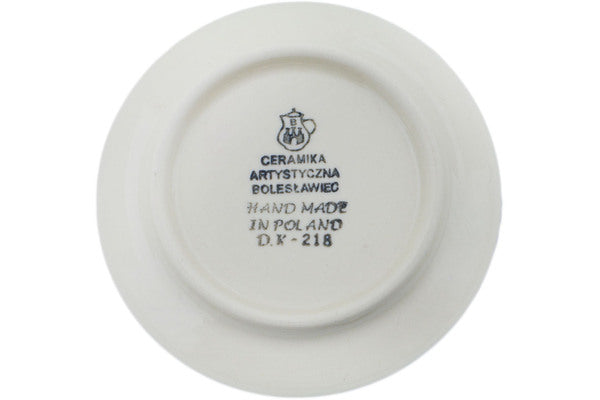 B
CERAMIKA
ARTYSTYCZNA
BOLESŁAWIEC
HAND MADE
IN POLAND
D.K - 218